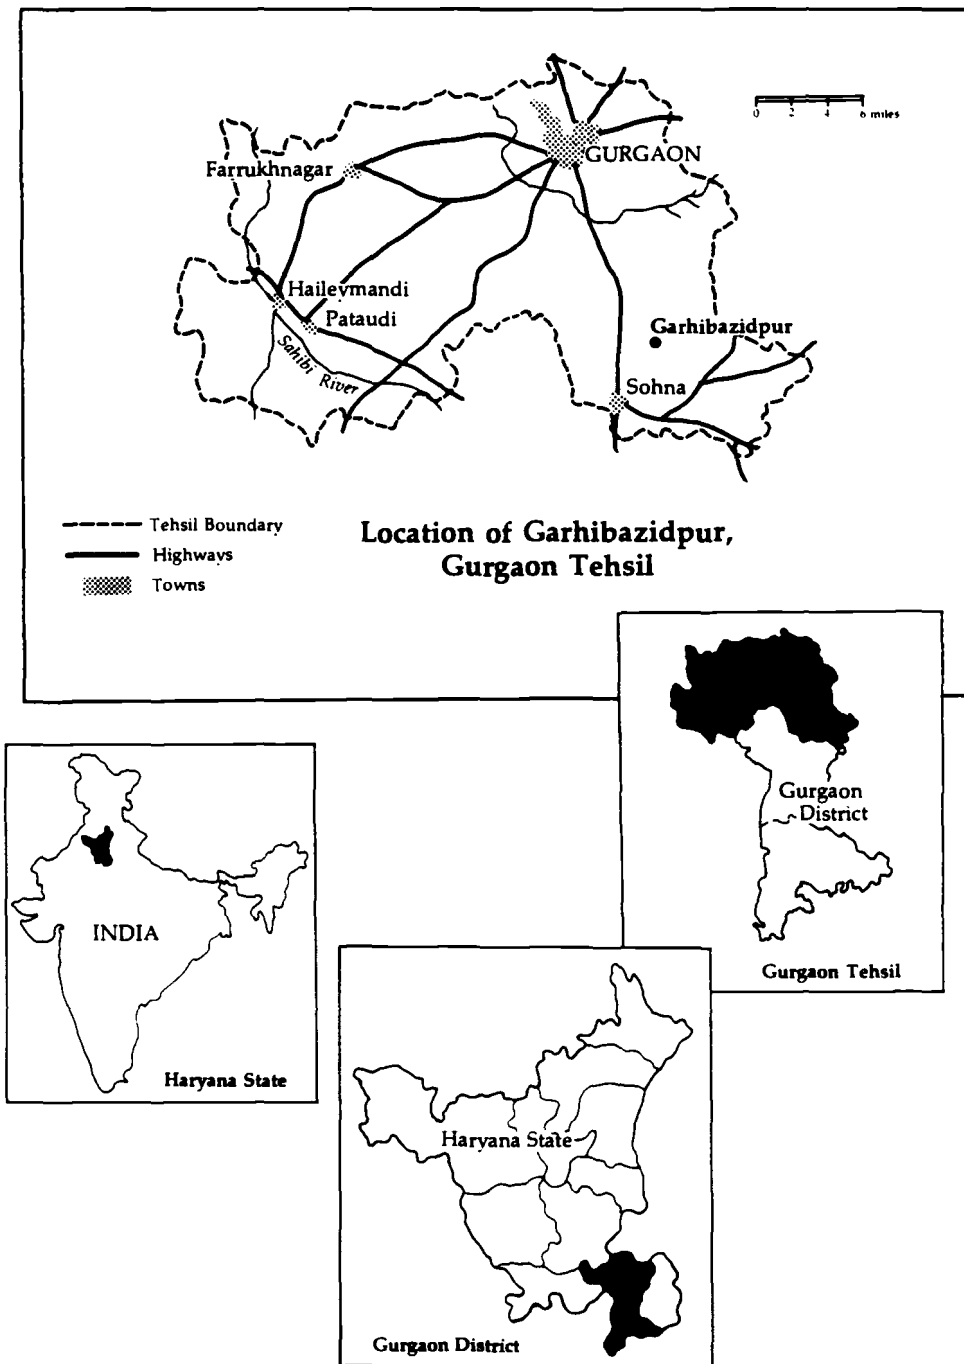 0 2 4 6 miles
GURGAON
Farrukhnagar
Haileymandi
Pataudi
Garhibazidpur
Sahibi River
Sohna
Tehsil Boundary
Highways
Towns
Location of Garhibazidpur,
Gurgaon Tehsil
Gurgaon
District
Gurgaon Tehsil
INDIA
Haryana State
Haryana State
Gurgaon District